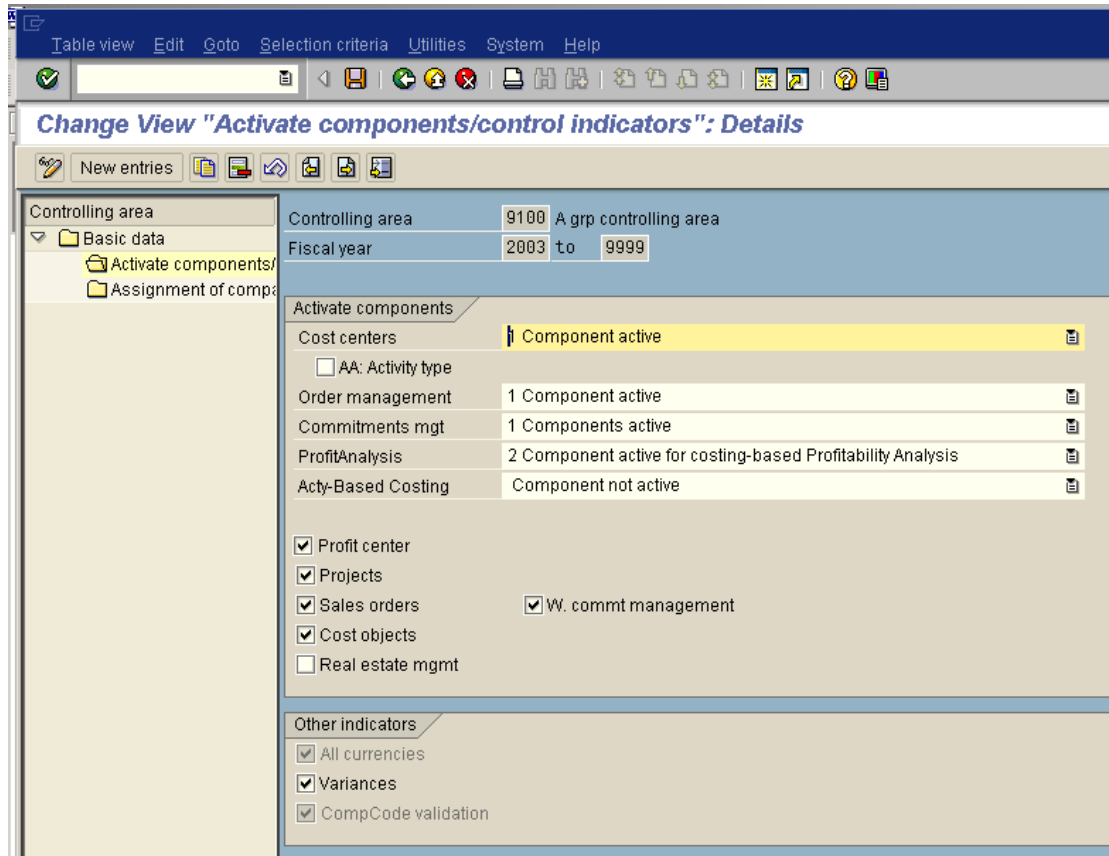 Table view Edit Goto Selection criteria Utilities System Help
Change View "Activate components/control indicators": Details
New entries
Controlling area
Basic data
Activate components/
Assignment of compa
Controlling area 9100 A grp controlling area
Fiscal year 2003 to 9999
Activate components
Cost centers 1 Component active
AA: Activity type
Order management 1 Component active
Commitments mgt 1 Components active
ProfitAnalysis 2 Component active for costing-based Profitability Analysis
Acty-Based Costing Component not active
Profit center
Projects
Sales orders W. commt management
Cost objects
Real estate mgmt
Other indicators
All currencies
Variances
CompCode validation